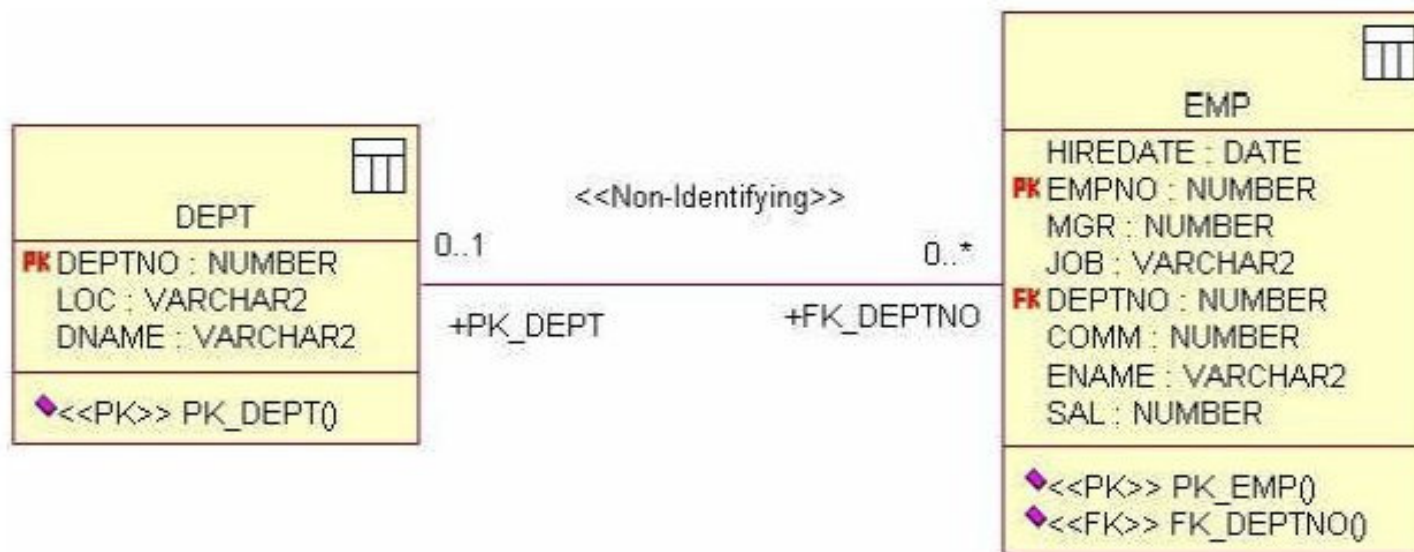 DEPT
PK DEPTNO : NUMBER
LOC : VARCHAR2
DNAME : VARCHAR2
<<PK>> PK_DEPT()
<<Non-Identifying>>
0..1
0..*
+PK_DEPT
+FK_DEPTNO
EMP
HIREDATE : DATE
PK EMPNO : NUMBER
MGR : NUMBER
JOB : VARCHAR2
FK DEPTNO : NUMBER
COMM : NUMBER
ENAME : VARCHAR2
SAL : NUMBER
<<PK>> PK_EMP()
<<FK>> FK_DEPTNO()